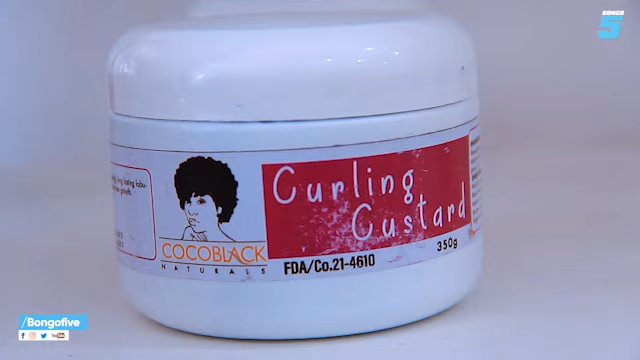 BONGO
5
Curling
Custard
COCOBLACK
NATURALS
FDA/Co.21-4610
350g
/Bongofive